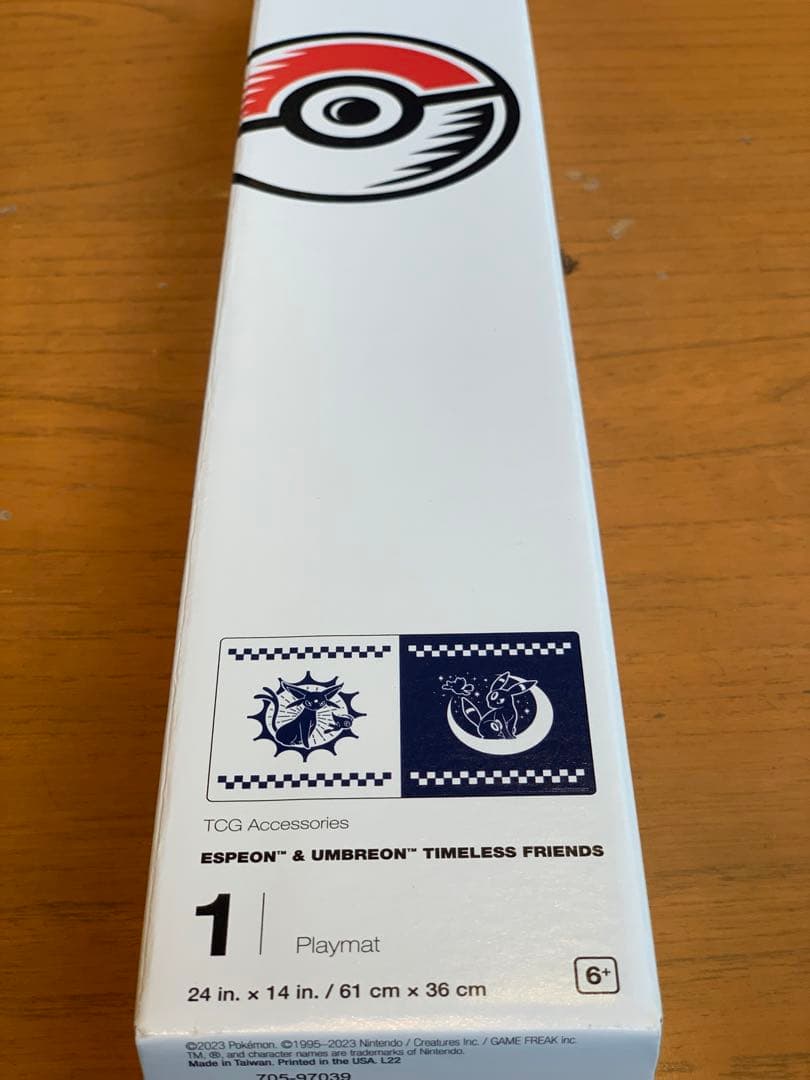 TCG Accessories
ESPEON™ & UMBREON™ TIMELESS FRIENDS
1 Playmat
6+
24 in. × 14 in. / 61 cm × 36 cm
©2023 Pokémon. ©1995–2023 Nintendo / Creatures Inc. / GAME FREAK inc.
TM, ®, and character names are trademarks of Nintendo.
Made in Taiwan. Printed in the USA. L22
705-97039